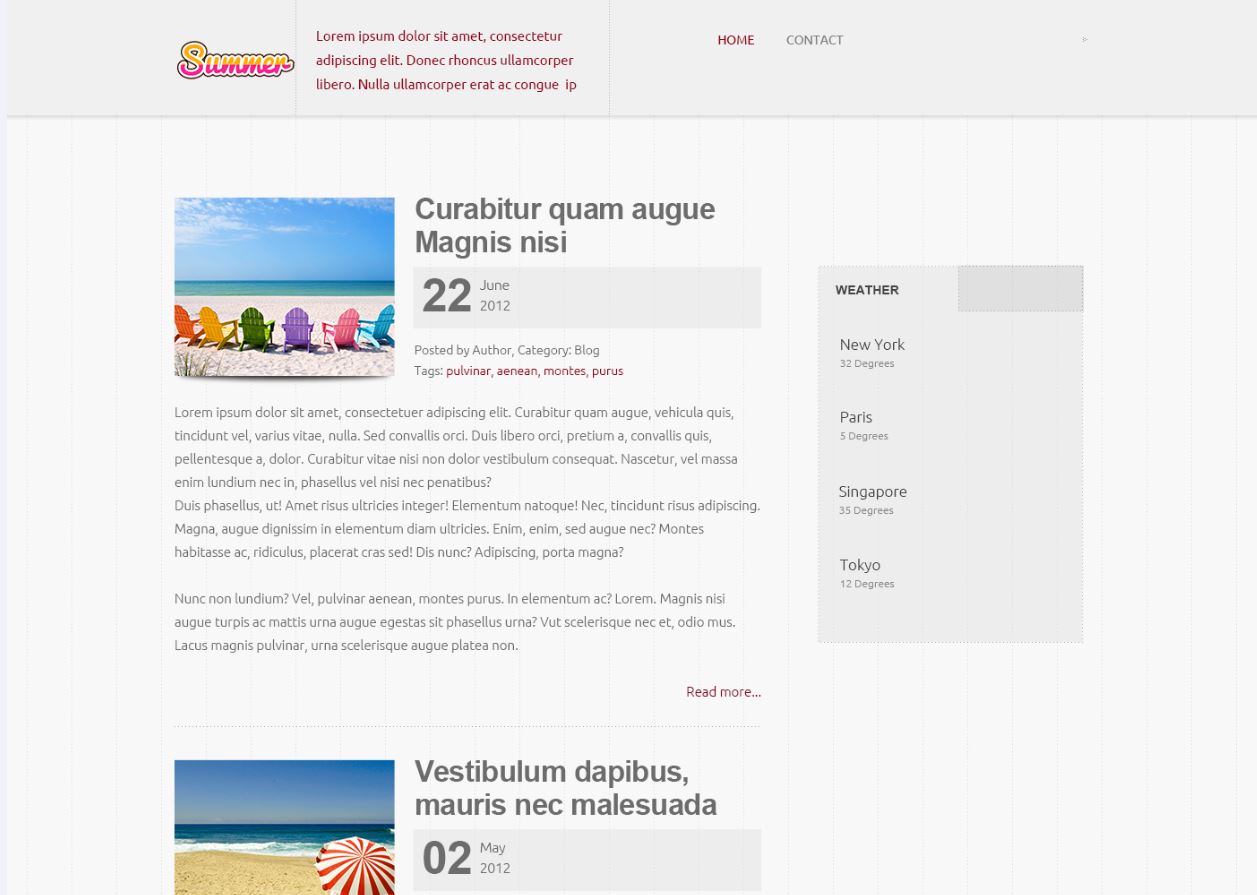 Summer
Lorem ipsum dolor sit amet, consectetur
adipiscing elit. Donec rhoncus ullamcorper
libero. Nulla ullamcorper erat ac congue ip
HOME
CONTACT
Curabitur quam augue
Magnis nisi
22
June
2012
Posted by Author, Category: Blog
Tags: pulvinar, aenean, montes, purus
Lorem ipsum dolor sit amet, consectetuer adipiscing elit. Curabitur quam augue, vehicula quis,
tincidunt vel, varius vitae, nulla. Sed convallis orci. Duis libero orci, pretium a, convallis quis,
pellentesque a, dolor. Curabitur vitae nisi non dolor vestibulum consequat. Nascetur, vel massa
enim lundium nec in, phasellus vel nisi nec penatibus?
Duis phasellus, ut! Amet risus ultricies integer! Elementum natoque! Nec, tincidunt risus adipiscing.
Magna, augue dignissim in elementum diam ultricies. Enim, enim, sed augue nec? Montes
habitasse ac, ridiculus, placerat cras sed! Dis nunc? Adipiscing, porta magna?
Nunc non lundium? Vel, pulvinar aenean, montes purus. In elementum ac? Lorem. Magnis nisi
augue turpis ac mattis urna augue egestas sit phasellus urna? Vut scelerisque nec et, odio mus.
Lacus magnis pulvinar, urna scelerisque augue platea non.
Read more...
Vestibulum dapibus,
mauris nec malesuada
02
May
2012
WEATHER
New York
32 Degrees
Paris
5 Degrees
Singapore
35 Degrees
Tokyo
12 Degrees